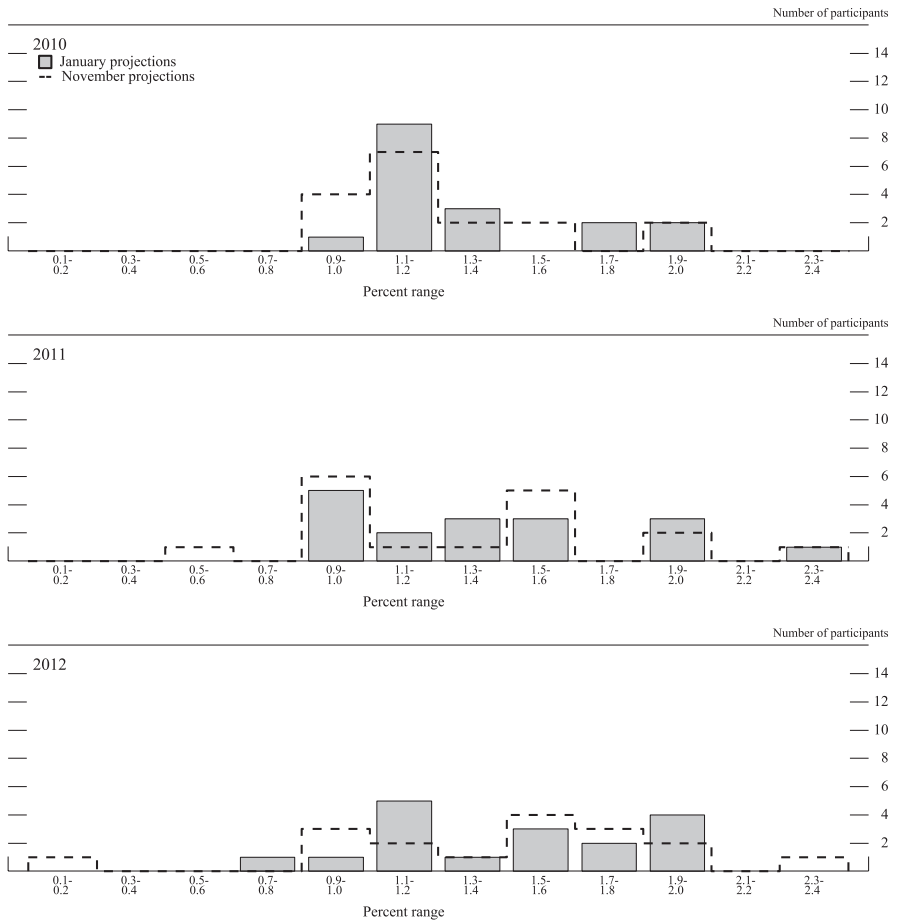 Number of participants
2010
January projections
November projections
14
12
10
8
6
4
2
0.1- 0.3- 0.5- 0.7- 0.9- 1.1- 1.3- 1.5- 1.7- 1.9- 2.1- 2.3-
0.2 0.4 0.6 0.8 1.0 1.2 1.4 1.6 1.8 2.0 2.2 2.4
Percent range
Number of participants
2011
14
12
10
8
6
4
2
0.1- 0.3- 0.5- 0.7- 0.9- 1.1- 1.3- 1.5- 1.7- 1.9- 2.1- 2.3-
0.2 0.4 0.6 0.8 1.0 1.2 1.4 1.6 1.8 2.0 2.2 2.4
Percent range
Number of participants
2012
14
12
10
8
6
4
2
0.1- 0.3- 0.5- 0.7- 0.9- 1.1- 1.3- 1.5- 1.7- 1.9- 2.1- 2.3-
0.2 0.4 0.6 0.8 1.0 1.2 1.4 1.6 1.8 2.0 2.2 2.4
Percent range